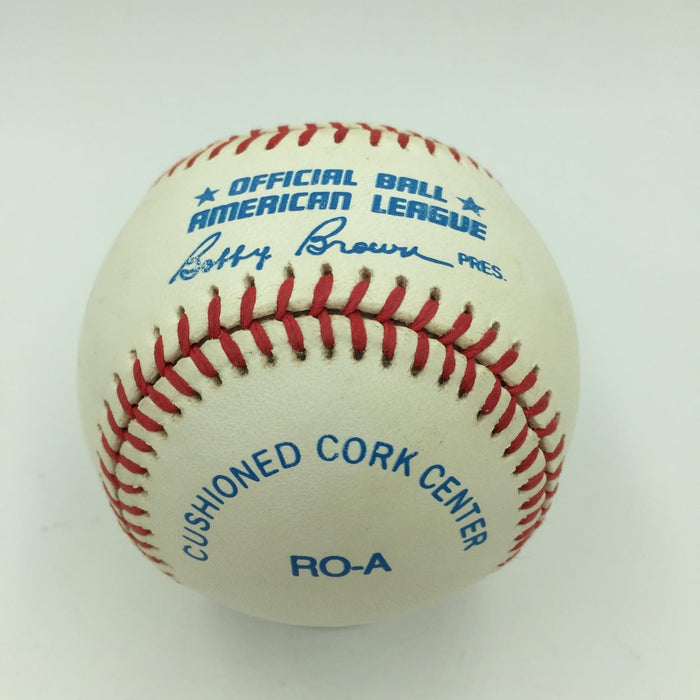 ★ OFFICIAL BALL ★
AMERICAN LEAGUE
Bobby Brown PRES.
CUSHIONED CORK CENTER
RO-A